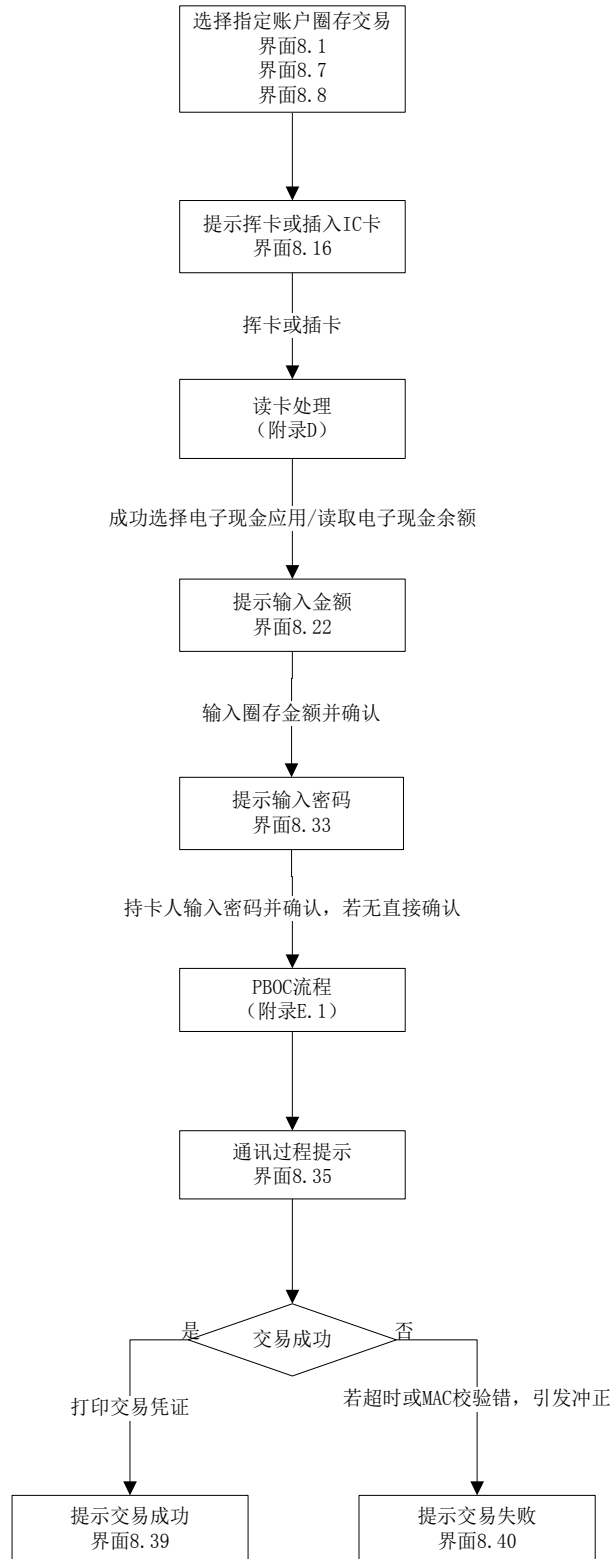 选择指定账户圈存交易
界面8.1
界面8.7
界面8.8
提示挥卡或插入IC卡
界面8.16
挥卡或插卡
读卡处理
（附录D）
成功选择电子现金应用/读取电子现金余额
提示输入金额
界面8.22
输入圈存金额并确认
提示输入密码
界面8.33
持卡人输入密码并确认，若无直接确认
PBOC流程
（附录E.1）
通讯过程提示
界面8.35
是
交易成功
否
打印交易凭证
若超时或MAC校验错，引发冲正
提示交易成功
界面8.39
提示交易失败
界面8.40